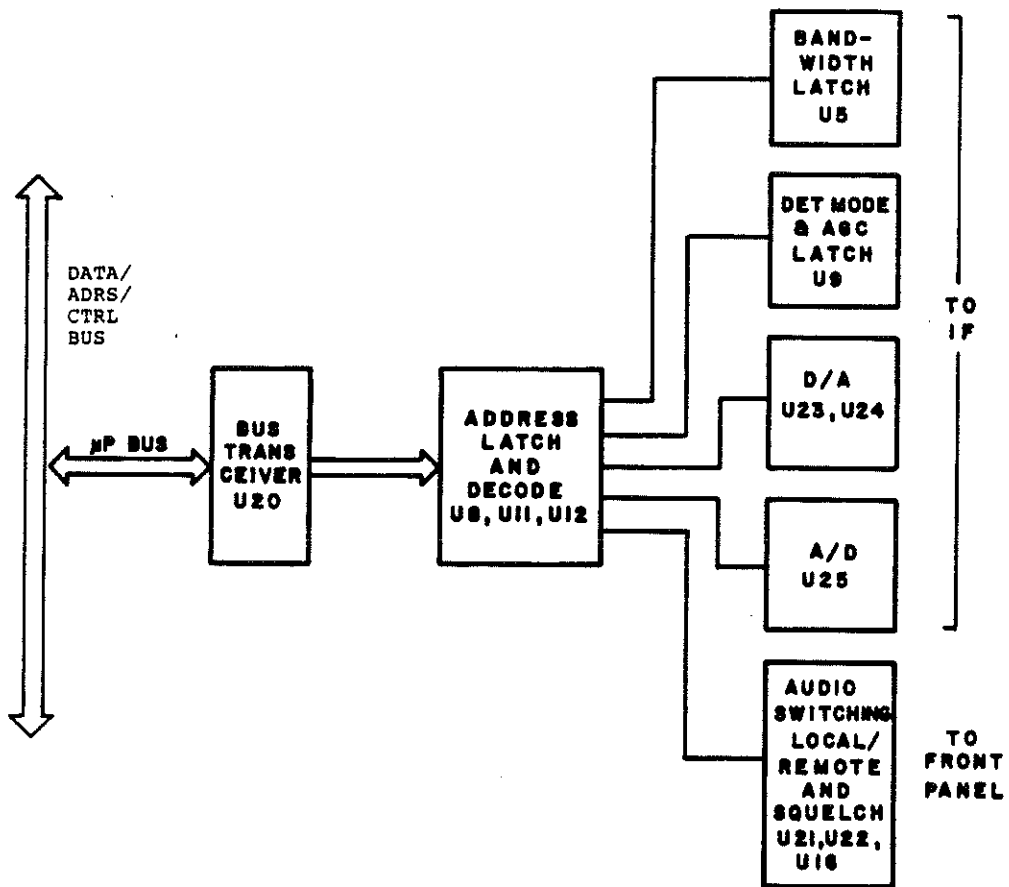 BAND-
WIDTH
LATCH
U5
DET MODE
& AGC
LATCH
U9
TO
IF
DATA/
ADRS/
CTRL
BUS
D/A
U23, U24
µP BUS
BUS
TRANS
CEIVER
U20
ADDRESS
LATCH
AND
DECODE
U8, U11, U12
A/D
U25
AUDIO
SWITCHING
LOCAL/
REMOTE
AND
SQUELCH
U21, U22,
U16
TO
FRONT
PANEL